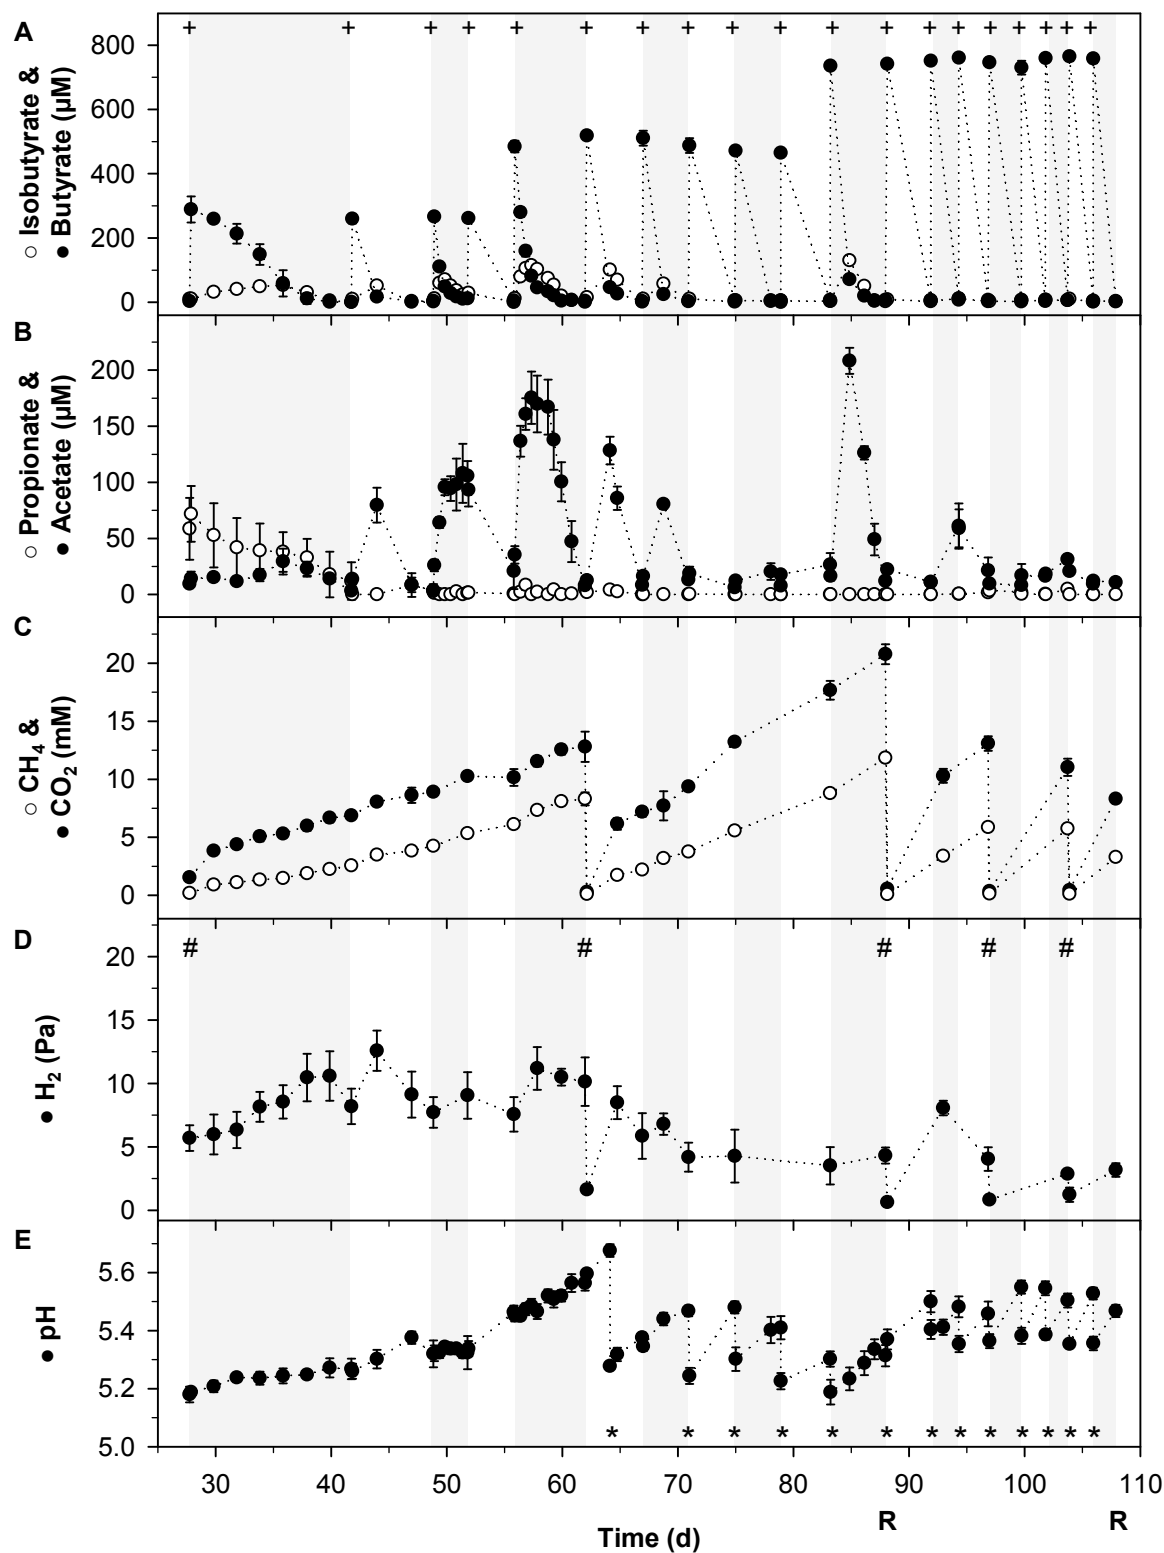 A
+ + + + + + + + + + + + + + + + + +
○ Isobutyrate &
● Butyrate (µM)
800
600
400
200
0
B
○ Propionate &
● Acetate (µM)
200
150
100
50
0
C
○ CH₄ &
● CO₂ (mM)
20
15
10
5
0
D
# # # # #
● H₂ (Pa)
20
15
10
5
0
E
● pH
5.6
5.4
5.2
5.0
* * * * * * * * * * * * *
30 40 50 60 70 80 90 100 110
R R
Time (d)